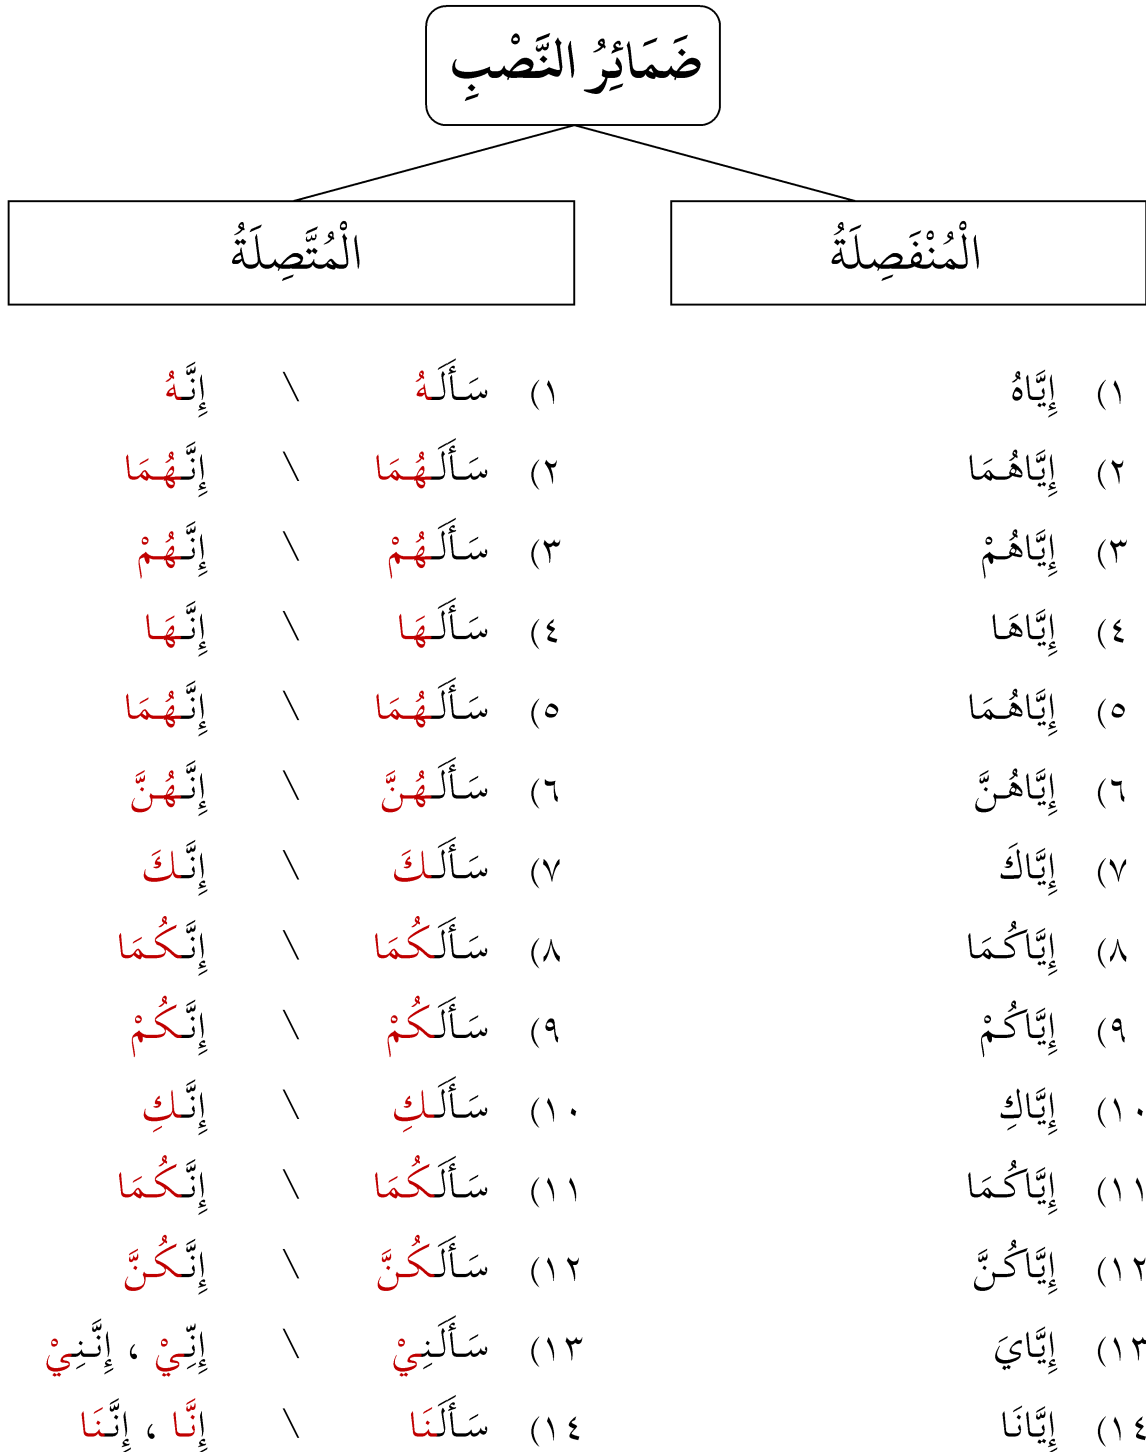 ضَمَائِرُ النَّصْبِ
الْمُنْفَصِلَةُ الْمُتَّصِلَةُ
١) إِيَّاهُ ١) سَأَلَهُ \ إِنَّهُ
٢) إِيَّاهُمَا ٢) سَأَلَهُمَا \ إِنَّهُمَا
٣) إِيَّاهُمْ ٣) سَأَلَهُمْ \ إِنَّهُمْ
٤) إِيَّاهَا ٤) سَأَلَهَا \ إِنَّهَا
٥) إِيَّاهُمَا ٥) سَأَلَهُمَا \ إِنَّهُمَا
٦) إِيَّاهُنَّ ٦) سَأَلَهُنَّ \ إِنَّهُنَّ
٧) إِيَّاكَ ٧) سَأَلَكَ \ إِنَّكَ
٨) إِيَّاكُمَا ٨) سَأَلَكُمَا \ إِنَّكُمَا
٩) إِيَّاكُمْ ٩) سَأَلَكُمْ \ إِنَّكُمْ
١٠) إِيَّاكِ ١٠) سَأَلَكِ \ إِنَّكِ
١١) إِيَّاكُمَا ١١) سَأَلَكُمَا \ إِنَّكُمَا
١٢) إِيَّاكُنَّ ١٢) سَأَلَكُنَّ \ إِنَّكُنَّ
١٣) إِيَّايَ ١٣) سَأَلَنِيْ \ إِنِّيْ ، إِنَّنِيْ
١٤) إِيَّانَا ١٤) سَأَلَنَا \ إِنَّا ، إِنَّنَا